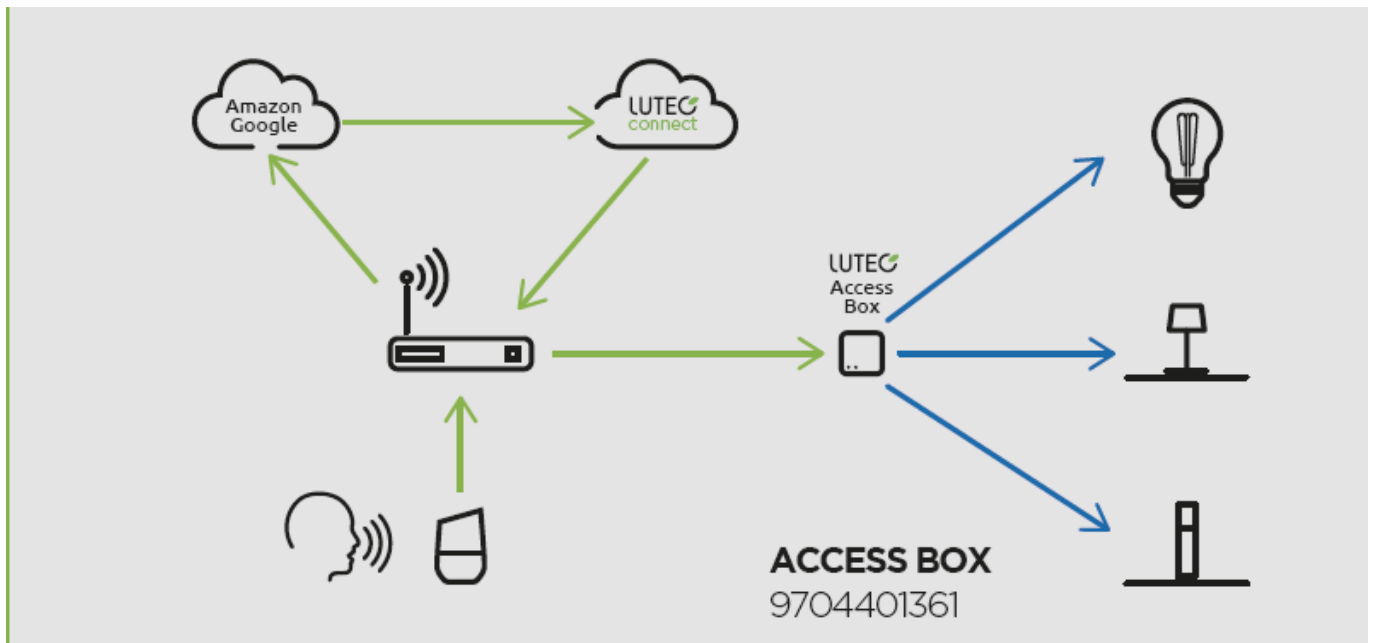 Amazon
Google
LUTEC
connect
LUTEC
Access
Box
ACCESS BOX
9704401361